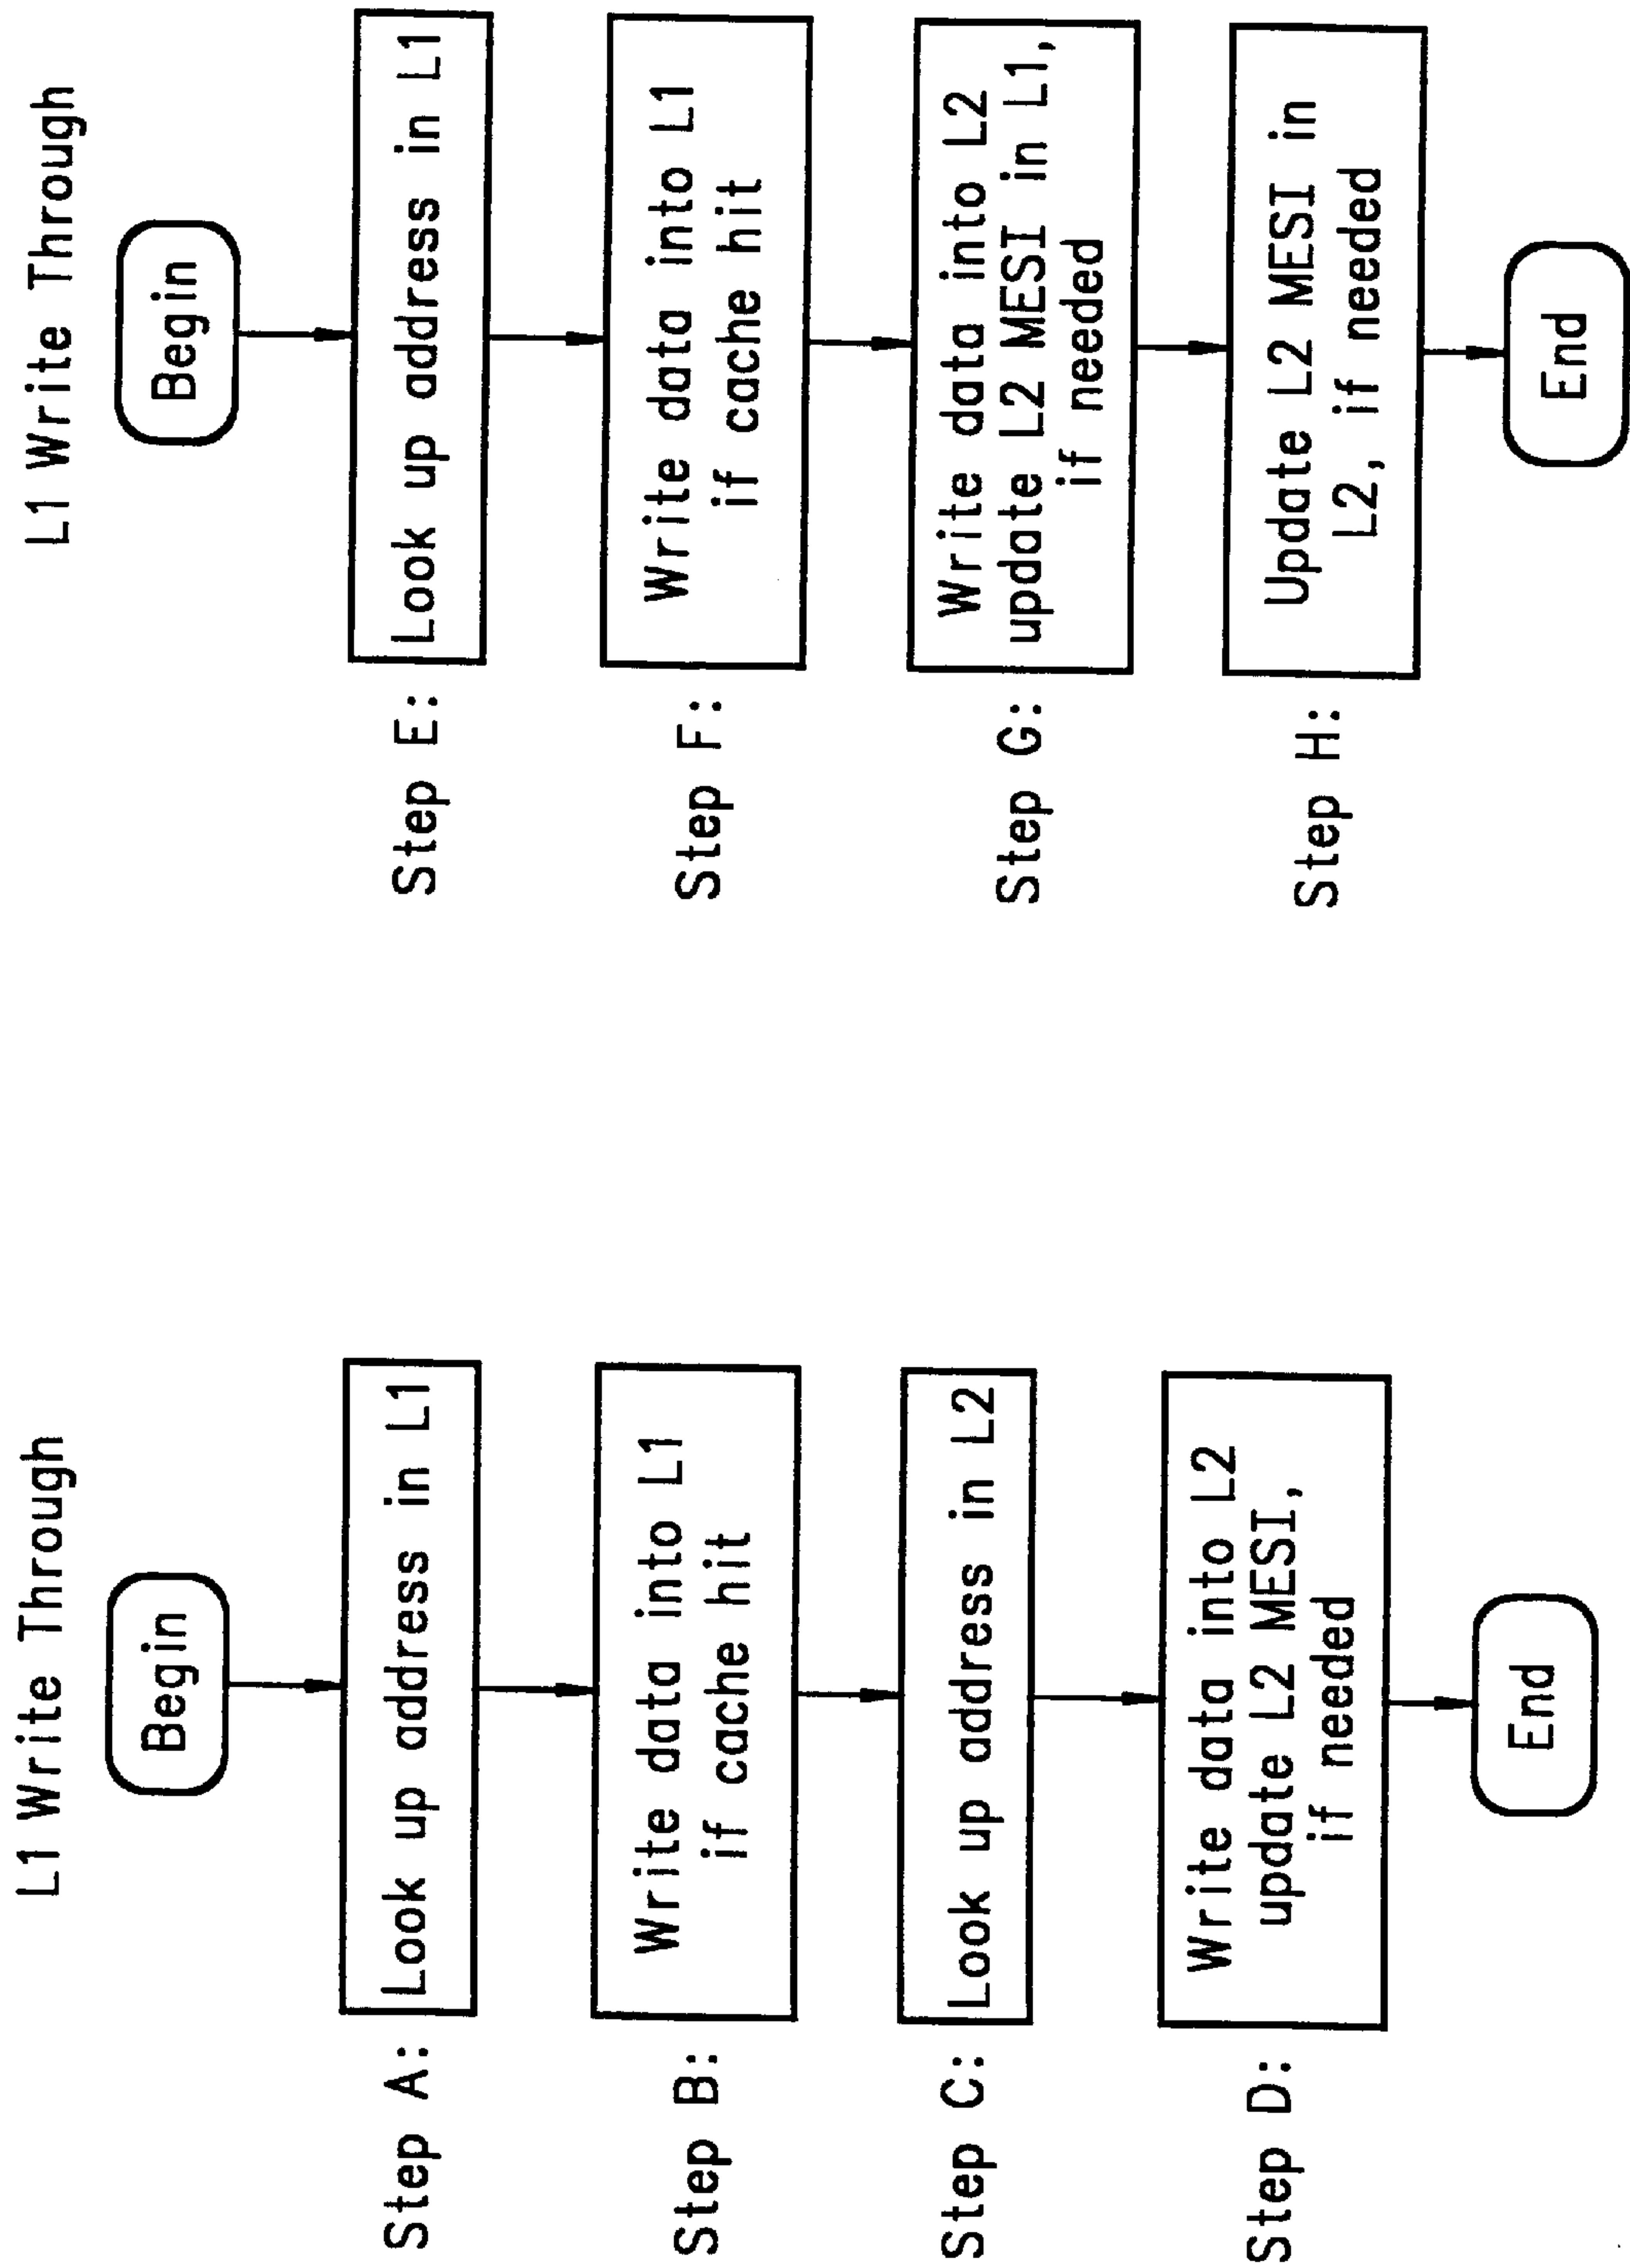 L1 Write Through
Begin
Step A: Look up address in L1
Step B: Write data into L1
if cache hit
Step C: Look up address in L2
Step D: Write data into L2
update L2 MESI,
if needed
End
L1 Write Through
Begin
Step E: Look up address in L1
Step F: Write data into L1
if cache hit
Step G: Write data into L2
update L2 MESI in L1,
if needed
Step H: Update L2 MESI in
L2, if needed
End